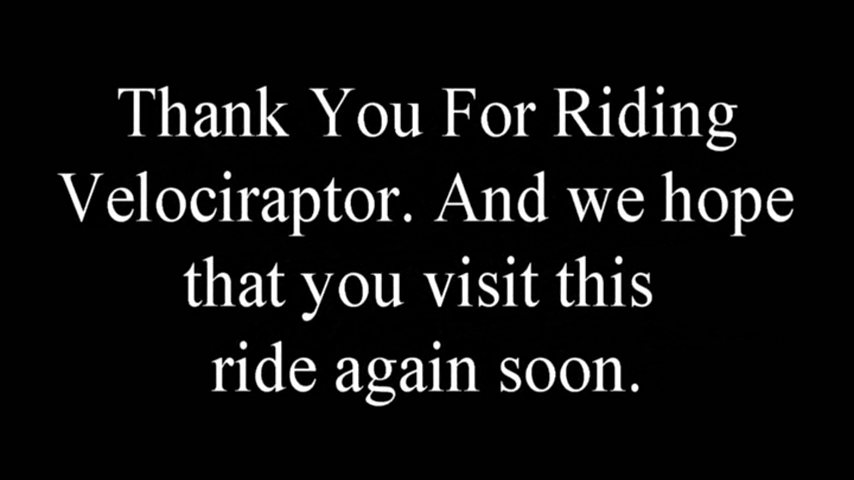 Thank You For Riding
Velociraptor. And we hope
that you visit this
ride again soon.